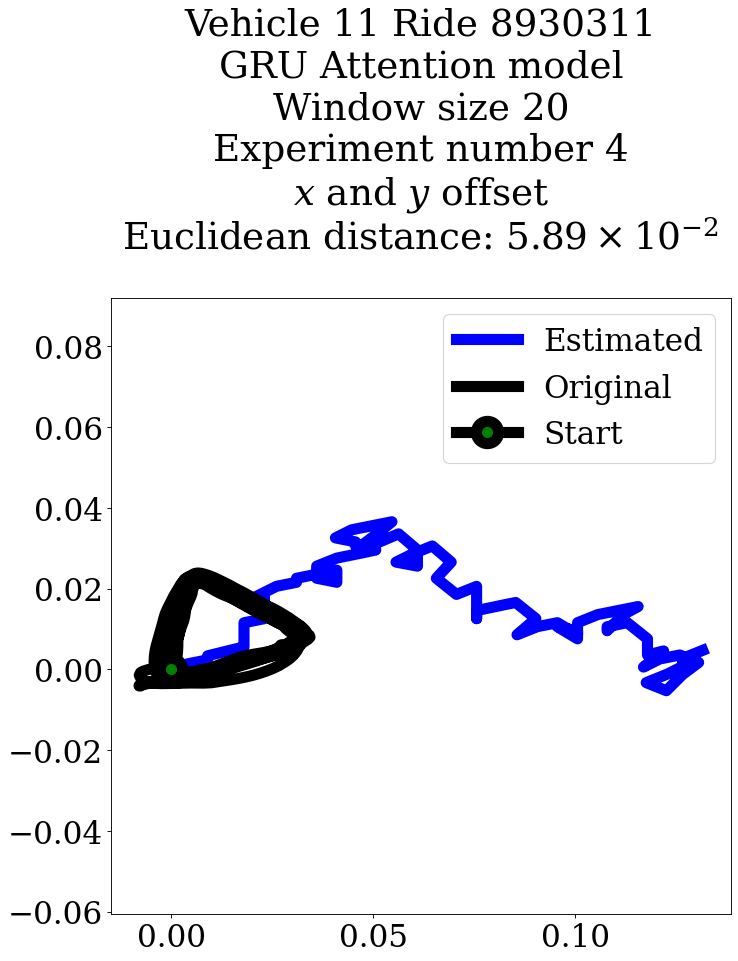 Vehicle 11 Ride 8930311
GRU Attention model
Window size 20
Experiment number 4
x and y offset
Euclidean distance: 5.89 × 10⁻²
Estimated
Original
Start
0.08
0.06
0.04
0.02
0.00
−0.02
−0.04
−0.06
0.00 0.05 0.10